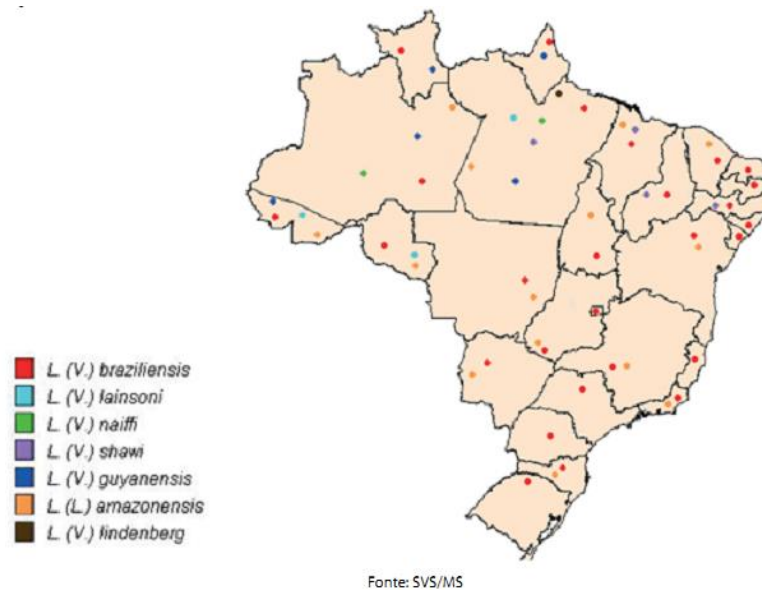 L. (V.) braziliensis
L. (V.) lainsoni
L. (V.) naiffi
L. (V.) shawi
L. (V.) guyanensis
L. (L.) amazonensis
L. (V.) lindenberg
Fonte: SVS/MS